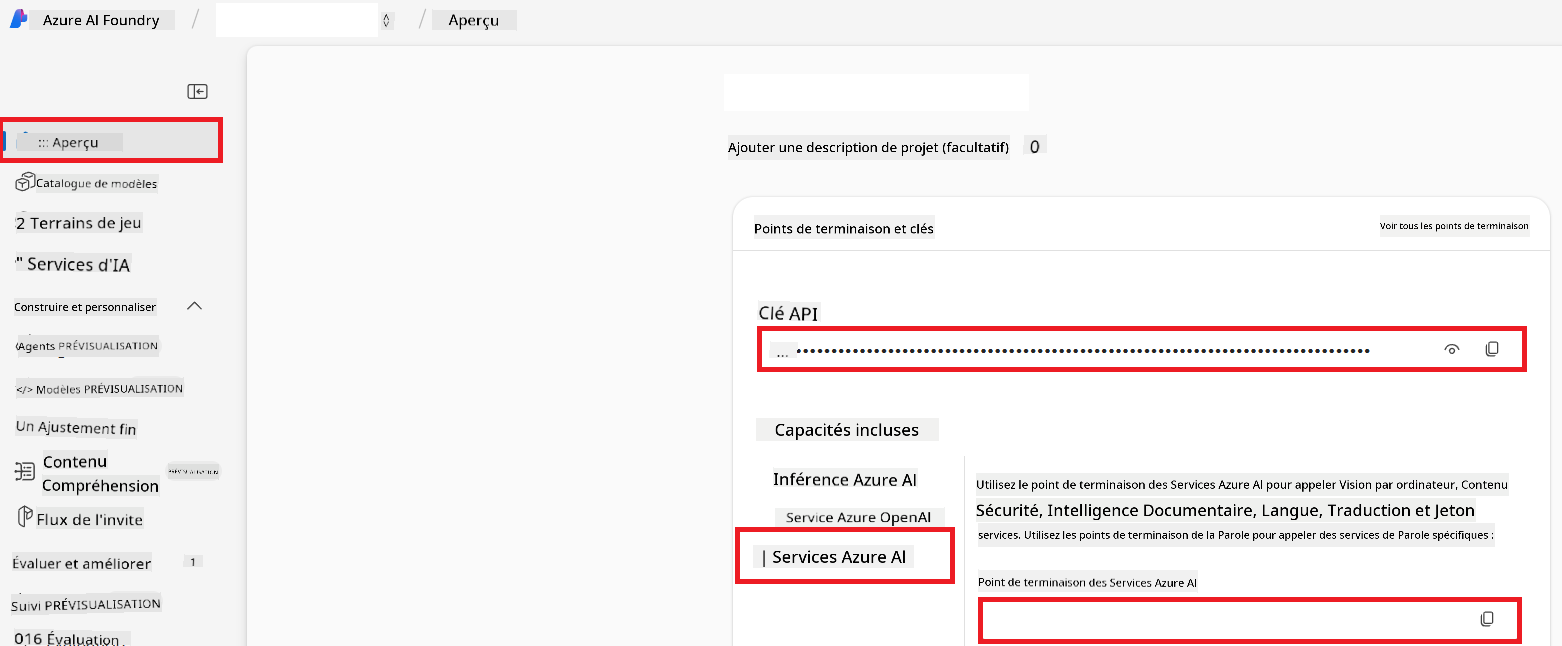 Azure AI Foundry / / Aperçu
::: Aperçu
Catalogue de modèles
2 Terrains de jeu
" Services d'IA
Construire et personnaliser
Agents PRÉVISUALISATION
</> Modèles PRÉVISUALISATION
Un Ajustement fin
Contenu
Compréhension
PRÉVISUALISATION
Flux de l'invite
Évaluer et améliorer 1
Suivi PRÉVISUALISATION
016 Évaluation
Ajouter une description de projet (facultatif) 0
Points de terminaison et clés
Voir tous les points de terminaison
Clé API
... ••••••••••••••••••••••••••••••••••••••••••••••••••••••••••••••••••••••••••••••••••••
Capacités incluses
Inférence Azure AI
Service Azure OpenAI
| Services Azure AI
Utilisez le point de terminaison des Services Azure AI pour appeler Vision par ordinateur, Contenu
Sécurité, Intelligence Documentaire, Langue, Traduction et Jeton
services. Utilisez les points de terminaison de la Parole pour appeler des services de Parole spécifiques :
Point de terminaison des Services Azure AI